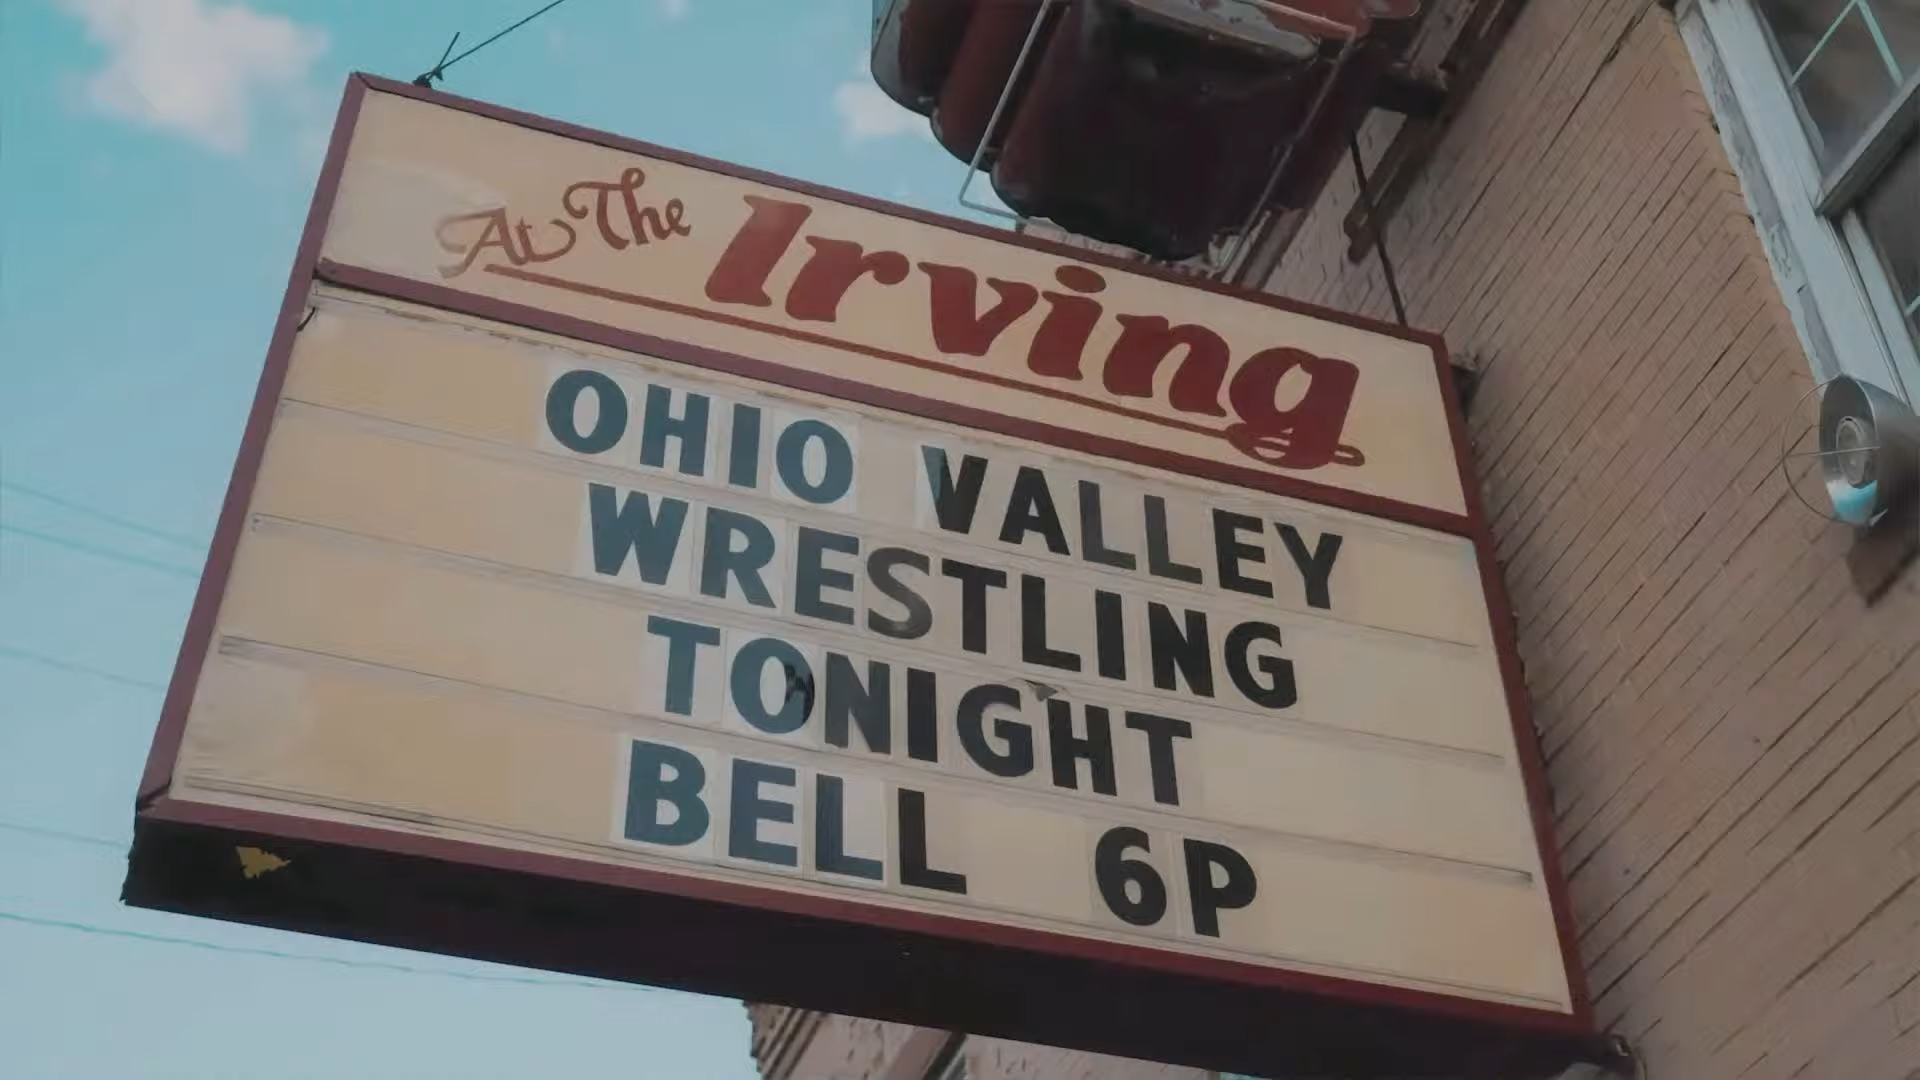 At The Irving
OHIO VALLEY
WRESTLING
TONIGHT
BELL 6P